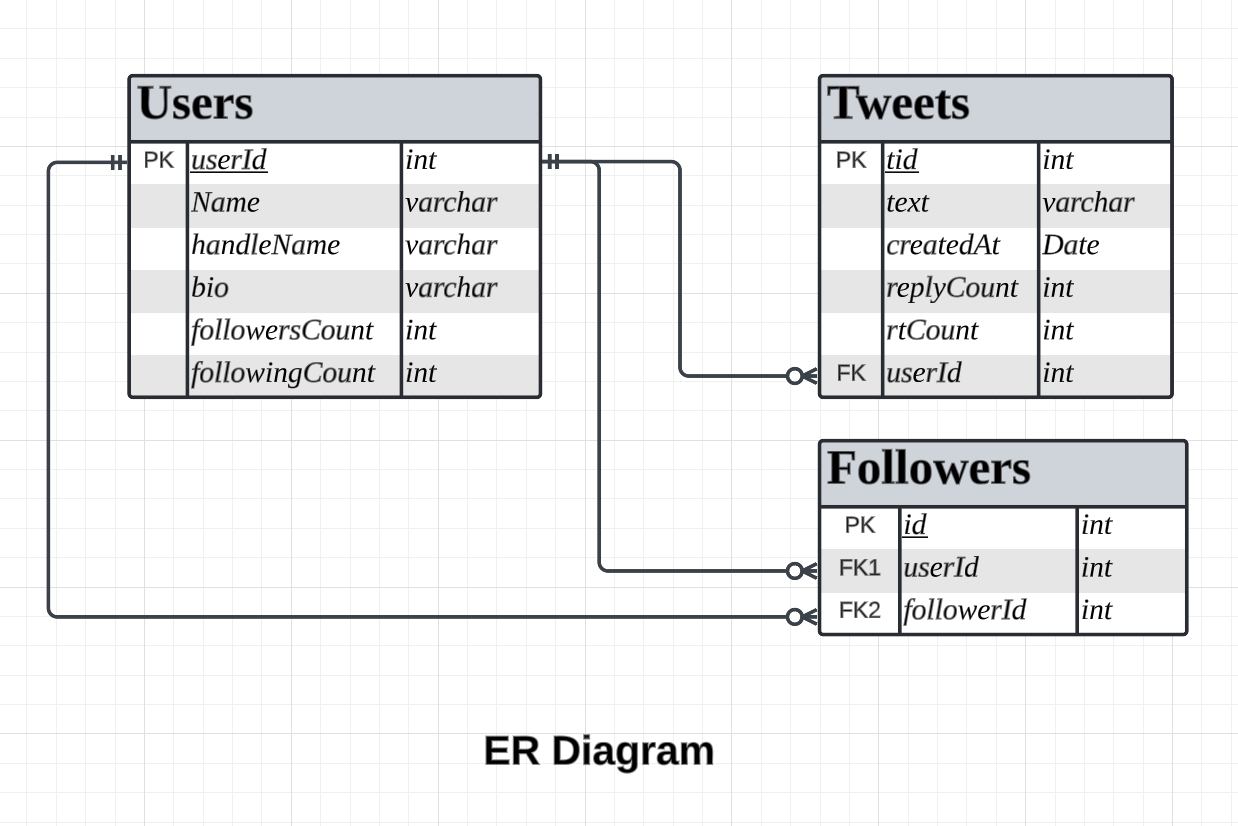 Users
PK userId int
Name varchar
handleName varchar
bio varchar
followersCount int
followingCount int
Tweets
PK tid int
text varchar
createdAt Date
replyCount int
rtCount int
FK userId int
Followers
PK id int
FK1 userId int
FK2 followerId int
ER Diagram